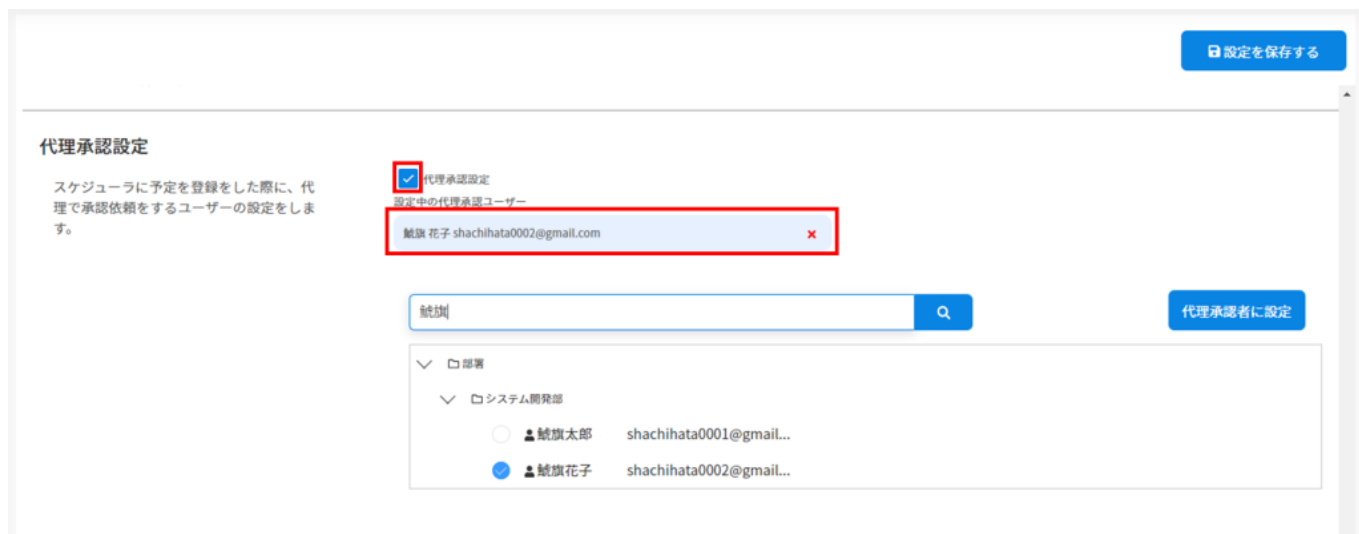 設定を保存する
代理承認設定
スケジューラに予定を登録をした際に、代
理で承認依頼をするユーザーの設定をしま
す。
代理承認設定
設定中の代理承認ユーザー
鯱旗 花子 shachihata0002@gmail.com
鯱旗
代理承認者に設定
部署
システム開発部
鯱旗太郎 shachihata0001@gmail...
鯱旗花子 shachihata0002@gmail...